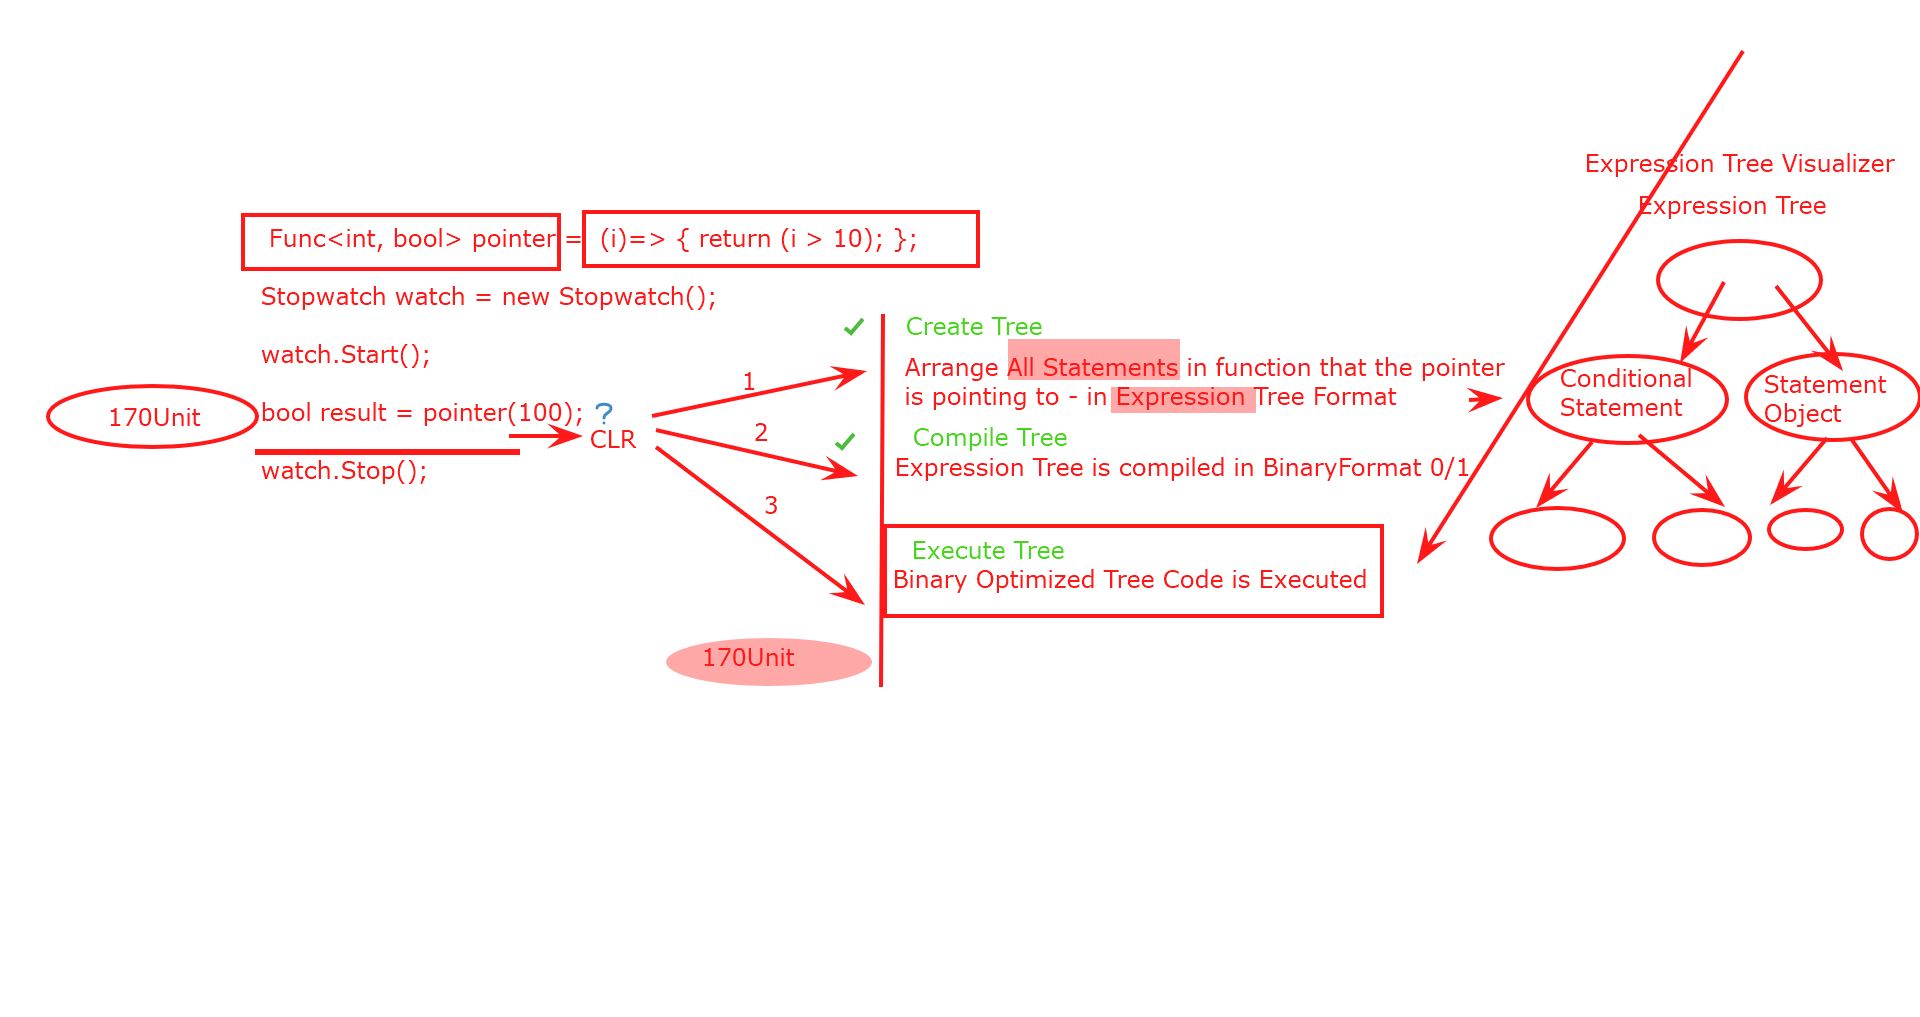 Expression Tree Visualizer
Expression Tree
Func<int, bool> pointer = (i)=> { return (i > 10); };
Stopwatch watch = new Stopwatch();
watch.Start();
170Unit
bool result = pointer(100);
?
CLR
watch.Stop();
1
2
3
Create Tree
Arrange All Statements in function that the pointer
is pointing to - in Expression Tree Format
Compile Tree
Expression Tree is compiled in BinaryFormat 0/1
Execute Tree
Binary Optimized Tree Code is Executed
170Unit
Conditional
Statement
Statement
Object